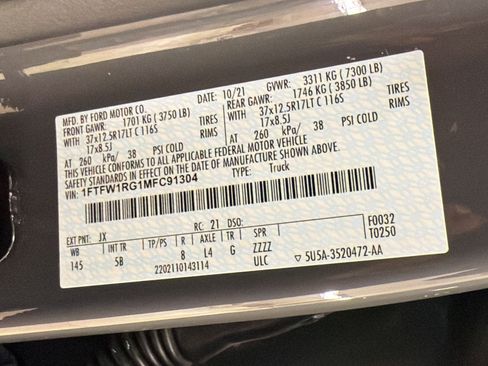 MFD. BY FORD MOTOR CO.
DATE: 10/21 GVWR: 3311 KG ( 7300 LB)
FRONT GAWR: 1701 KG ( 3750 LB) REAR GAWR: 1746 KG ( 3850 LB)
WITH 37x12.5R17LT C 116S TIRES WITH 37x12.5R17LT C 116S TIRES
17x8.5J RIMS 17x8.5J RIMS
AT 260 kPa/ 38 PSI COLD AT 260 kPa/ 38 PSI COLD
THIS VEHICLE CONFORMS TO ALL APPLICABLE FEDERAL MOTOR VEHICLE
SAFETY STANDARDS IN EFFECT ON THE DATE OF MANUFACTURE SHOWN ABOVE.
VIN: 1FTFW1RG1MFC91304 TYPE: Truck
EXT PNT: JX RC: 21 DSO: F0032
WB INT TR TP/PS R AXLE TR SPR T0250
145 5B 8 L4 G ZZZZ
2202110143114 ULC ▽ 5U5A-3520472-AA